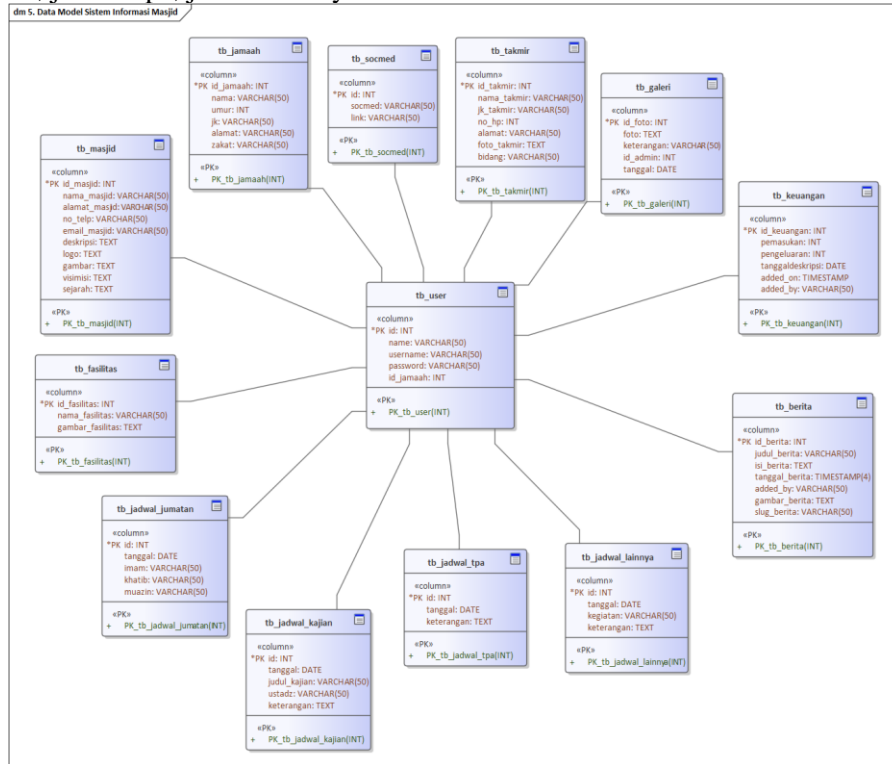 dm 5. Data Model Sistem Informasi Masjid
tb_jamaah
«column»
*PK id_jamaah: INT
nama: VARCHAR(50)
umur: INT
jk: VARCHAR(50)
alamat: VARCHAR(50)
zakat: VARCHAR(50)
«PK»
+ PK_tb_jamaah(INT)
tb_socmed
«column»
*PK id: INT
socmed: VARCHAR(50)
link: VARCHAR(50)
«PK»
+ PK_tb_socmed(INT)
tb_takmir
«column»
*PK id_takmir: INT
nama_takmir: VARCHAR(50)
jk_takmir: VARCHAR(50)
no_hp: INT
alamat: VARCHAR(50)
foto_takmir: TEXT
bidang: VARCHAR(50)
«PK»
+ PK_tb_takmir(INT)
tb_galeri
«column»
*PK id_foto: INT
foto: TEXT
keterangan: VARCHAR(50)
id_admin: INT
tanggal: DATE
«PK»
+ PK_tb_galeri(INT)
tb_masjid
«column»
*PK id_masjid: INT
nama_masjid: VARCHAR(50)
alamat_masjid: VARCHAR(50)
no_telp: VARCHAR(50)
email_masjid: VARCHAR(50)
deskripsi: TEXT
logo: TEXT
gambar: TEXT
visimisi: TEXT
sejarah: TEXT
«PK»
+ PK_tb_masjid(INT)
tb_keuangan
«column»
*PK id_keuangan: INT
pemasukan: INT
pengeluaran: INT
tanggaldeskripsi: DATE
added_on: TIMESTAMP
added_by: VARCHAR(50)
«PK»
+ PK_tb_keuangan(INT)
tb_user
«column»
*PK id: INT
name: VARCHAR(50)
username: VARCHAR(50)
password: VARCHAR(50)
id_jamaah: INT
«PK»
+ PK_tb_user(INT)
tb_fasilitas
«column»
*PK id_fasilitas: INT
nama_fasilitas: VARCHAR(50)
gambar_fasilitas: TEXT
«PK»
+ PK_tb_fasilitas(INT)
tb_berita
«column»
*PK id_berita: INT
judul_berita: VARCHAR(50)
isi_berita: TEXT
tanggal_berita: TIMESTAMP(4)
added_by: VARCHAR(50)
gambar_berita: TEXT
slug_berita: VARCHAR(50)
«PK»
+ PK_tb_berita(INT)
tb_jadwal_jumatan
«column»
*PK id: INT
tanggal: DATE
imam: VARCHAR(50)
khatib: VARCHAR(50)
muazin: VARCHAR(50)
«PK»
+ PK_tb_jadwal_jumatan(INT)
tb_jadwal_kajian
«column»
*PK id: INT
tanggal: DATE
judul_kajian: VARCHAR(50)
ustadz: VARCHAR(50)
keterangan: TEXT
«PK»
+ PK_tb_jadwal_kajian(INT)
tb_jadwal_tpa
«column»
*PK id: INT
tanggal: DATE
keterangan: TEXT
«PK»
+ PK_tb_jadwal_tpa(INT)
tb_jadwal_lainnya
«column»
*PK id: INT
tanggal: DATE
kegiatan: VARCHAR(50)
keterangan: TEXT
«PK»
+ PK_tb_jadwal_lainnya(INT)